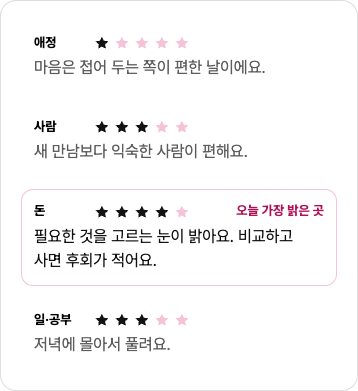 애정 ★★★★★
마음은 접어 두는 쪽이 편한 날이에요.
사람 ★★★★★
새 만남보다 익숙한 사람이 편해요.
돈 ★★★★★ 오늘 가장 밝은 곳
필요한 것을 고르는 눈이 밝아요. 비교하고
사면 후회가 적어요.
일·공부 ★★★★★
저녁에 몰아서 풀려요.